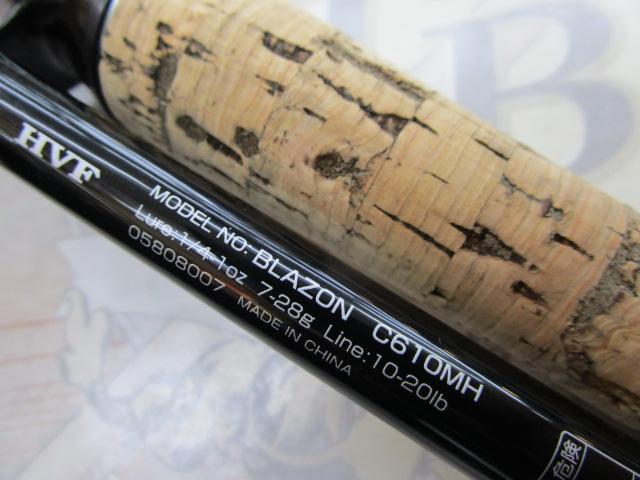 HVF
MODEL NO. BLAZON C610MH
Lure:1/4-1oz 7-28g Line:10-20lb
05808007 MADE IN CHINA
危険
B